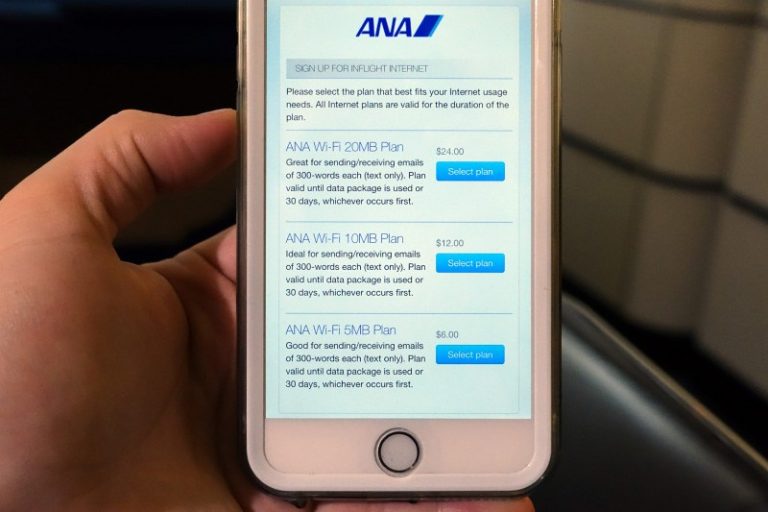 ANA
SIGN UP FOR INFLIGHT INTERNET
Please select the plan that best fits your Internet usage
needs. All Internet plans are valid for the duration of the
plan.
ANA Wi-Fi 20MB Plan
$24.00
Great for sending/receiving emails
of 300-words each (text only). Plan
valid until data package is used or
30 days, whichever occurs first.
Select plan
ANA Wi-Fi 10MB Plan
$12.00
Ideal for sending/receiving emails
of 300-words each (text only). Plan
valid until data package is used or
30 days, whichever occurs first.
Select plan
ANA Wi-Fi 5MB Plan
$6.00
Good for sending/receiving emails
of 300-words each (text only). Plan
valid until data package is used or
30 days, whichever occurs first.
Select plan